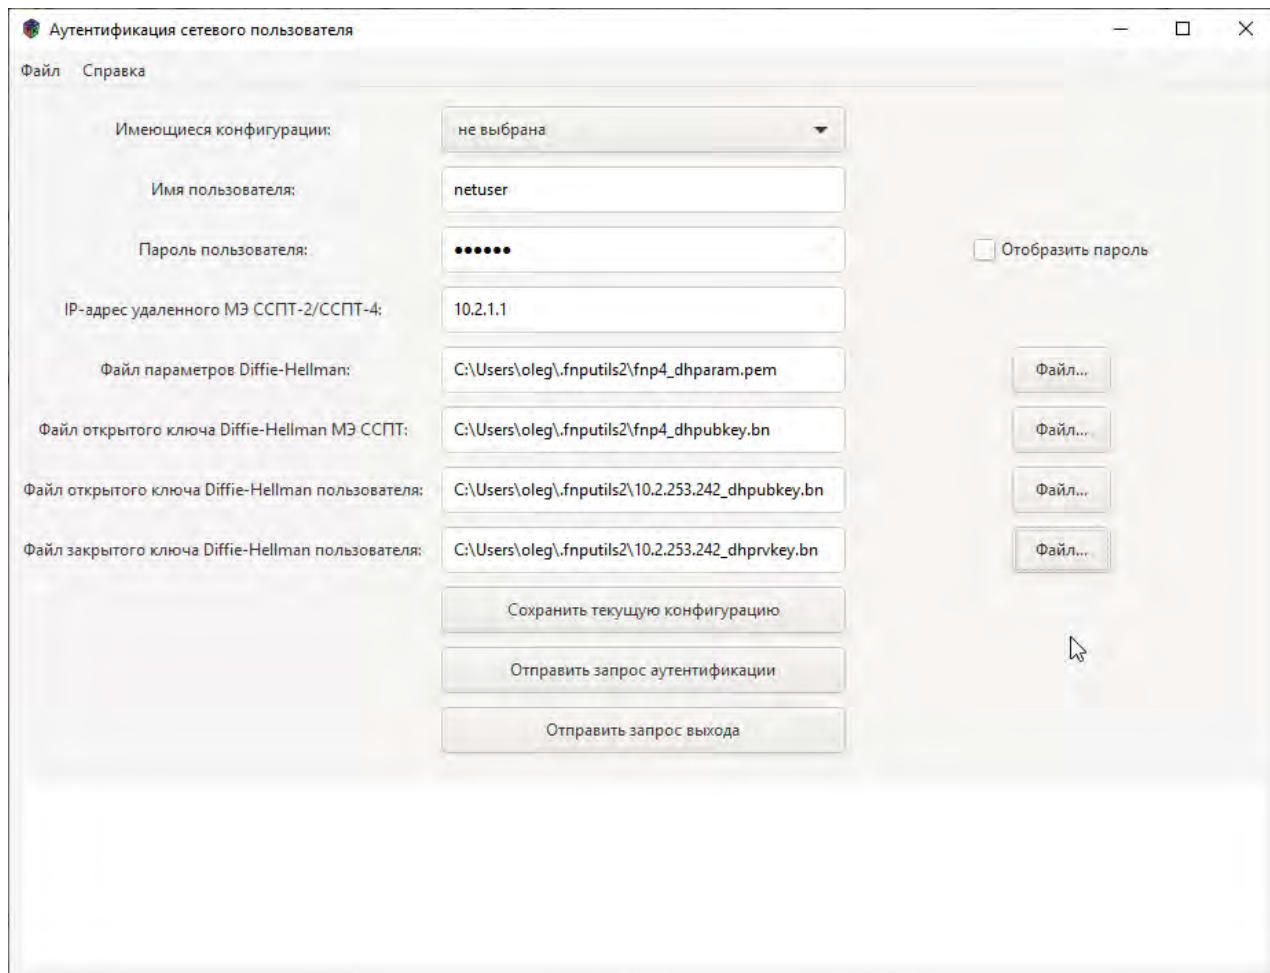 Аутентификация сетевого пользователя
Файл Справка
Имеющиеся конфигурации: не выбрана
Имя пользователя: netuser
Пароль пользователя: ●●●●●● Отобразить пароль
IP-адрес удаленного МЭ ССПТ-2/ССПТ-4: 10.2.1.1
Файл параметров Diffie-Hellman: C:\Users\oleg\.fnputils2\fnp4_dhparam.pem Файл...
Файл открытого ключа Diffie-Hellman МЭ ССПТ: C:\Users\oleg\.fnputils2\fnp4_dhpubkey.bn Файл...
Файл открытого ключа Diffie-Hellman пользователя: C:\Users\oleg\.fnputils2\10.2.253.242_dhpubkey.bn Файл...
Файл закрытого ключа Diffie-Hellman пользователя: C:\Users\oleg\.fnputils2\10.2.253.242_dhprvkey.bn Файл...
Сохранить текущую конфигурацию
Отправить запрос аутентификации
Отправить запрос выхода